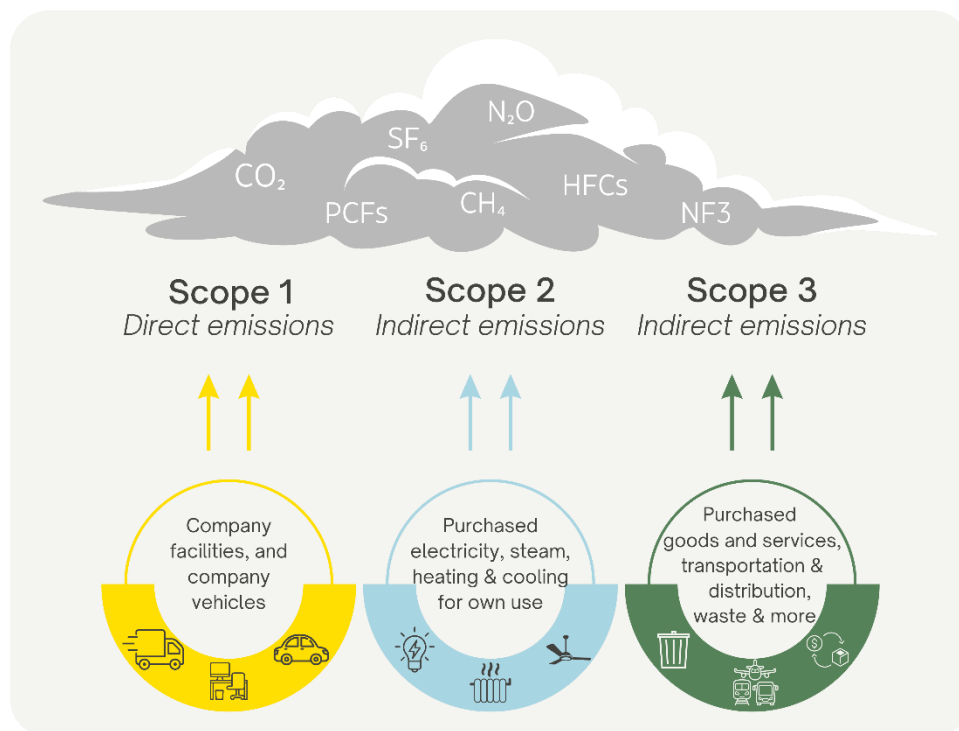 N₂O
SF₆
CO₂
HFCs
CH₄
PCFs
NF3
Scope 1
Direct emissions
Scope 2
Indirect emissions
Scope 3
Indirect emissions
Company
facilities, and
company
vehicles
Purchased
electricity, steam,
heating & cooling
for own use
Purchased
goods and services,
transportation &
distribution,
waste & more
$